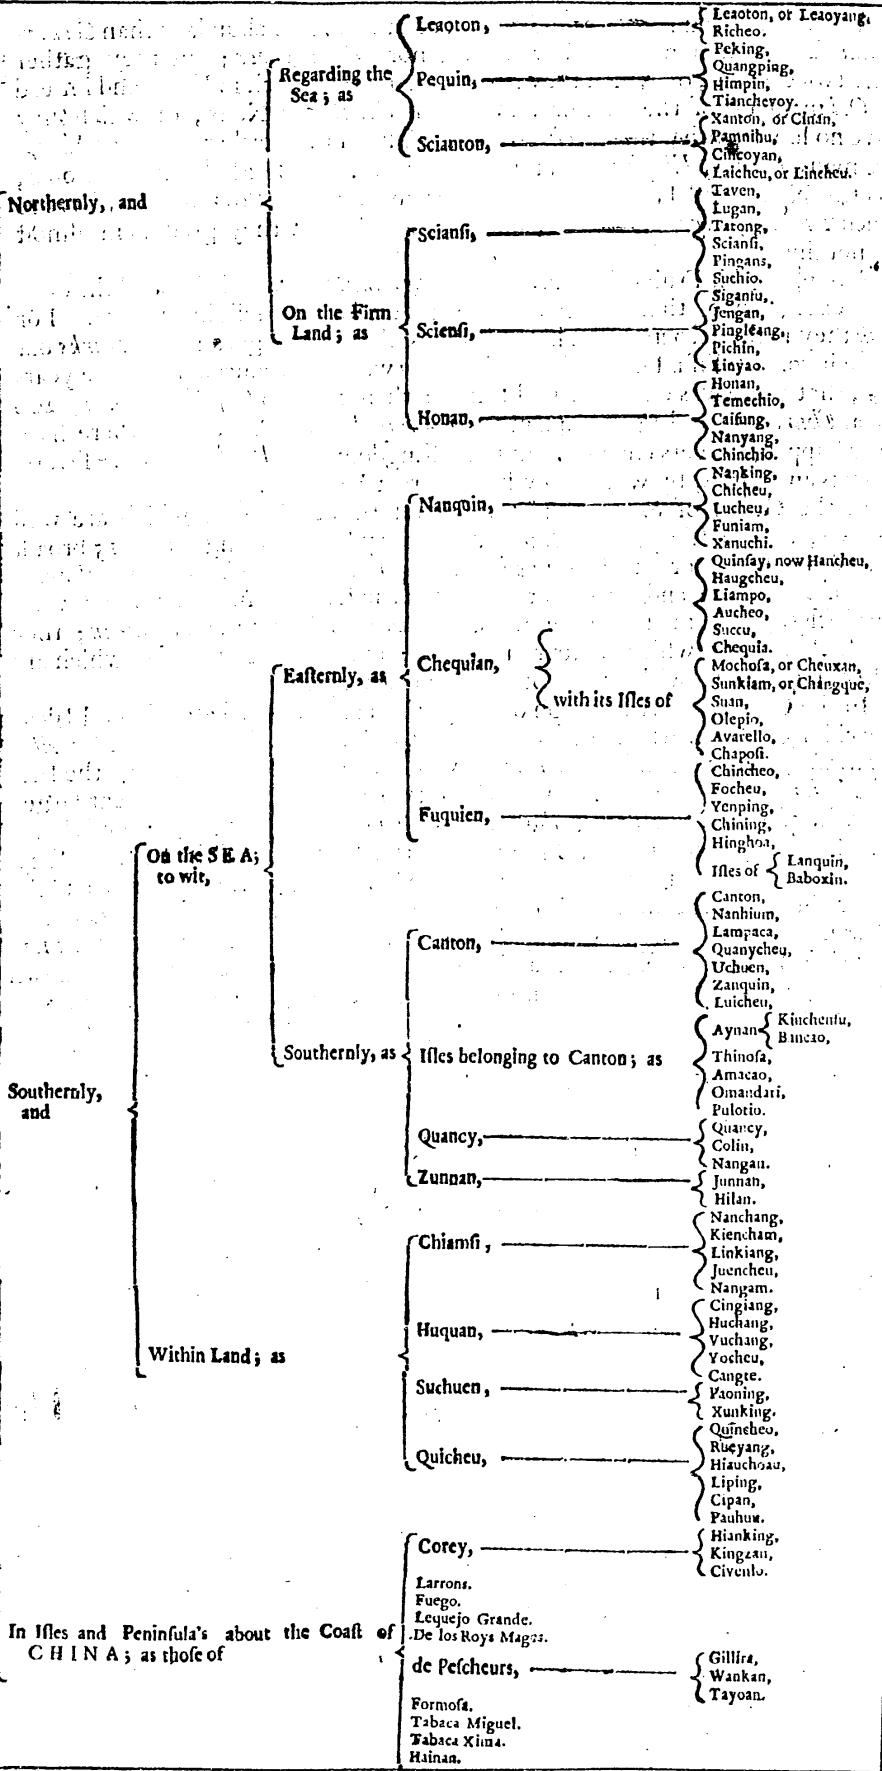 Northernly, and
Regarding the
Sea; as
Leaoton,
Leaoton, or Leaoyang,
Richeo.
Pequin,
Peking,
Quangping,
Himpin,
Tianchevoy.
Scianton,
Xanton, or Cinan,
Pamnihu,
Cincoyan,
Laicheu, or Lincheu.
On the Firm
Land; as
Scianſi,
Taven,
Lugan,
Tatong,
Scianſi,
Pingans,
Suchio.
Scienſi,
Siganfu,
Jengan,
Pingleang,
Pichin,
Linyao.
Honan,
Honan,
Temechio,
Caifung,
Nanyang,
Chinchio.
Southernly,
and
On the SEA;
to wit,
Eaſternly, as
Nanquin,
Nanking,
Chicheu,
Lucheu,
Funiam,
Xanuchi.
Chequian,
Quinſay, now Hancheu,
Haugcheu,
Liampo,
Aucheo,
Succu,
Chequia.
with its Iſles of
Mochoſa, or Cheuxan,
Sunkiam, or Changque,
Suan,
Olepio,
Avarello,
Chapoſi.
Fuquien,
Chincheo,
Focheu,
Yenping,
Chining,
Hinghoa,
Iſles of
Lanquin,
Baboxin.
Southernly, as
Canton,
Canton,
Nanhium,
Lampaca,
Quanycheu,
Uchuen,
Zanquin,
Luicheu,
Iſles belonging to Canton; as
Aynan
Kinchenfu,
Bincao,
Thinoſa,
Amacao,
Omandari,
Pulotio.
Quancy,
Quancy,
Colin,
Nangan.
Zunnan,
Junnan,
Hilan.
Within Land; as
Chiamſi,
Nanchang,
Kiencham,
Linkiang,
Juencheu,
Nangam.
Huquan,
Cingiang,
Huchang,
Vuchang,
Yocheu,
Cangte.
Suchuen,
Paoning,
Xunking.
Quicheu,
Quincheo,
Rueyang,
Hiauchoau,
Liping,
Cipan,
Pauhun.
In Iſles and Peninſula's about the Coaſt of
CHINA; as thoſe of
Corey,
Hianking,
Kingzan,
Civenlo.
Larrons.
Fuego.
Lequejo Grande.
De los Roys Magos.
de Peſcheurs,
Gillira,
Wankan,
Tayoan.
Formoſa.
Tabaca Miguel.
Tabaca Xima.
Hainan.